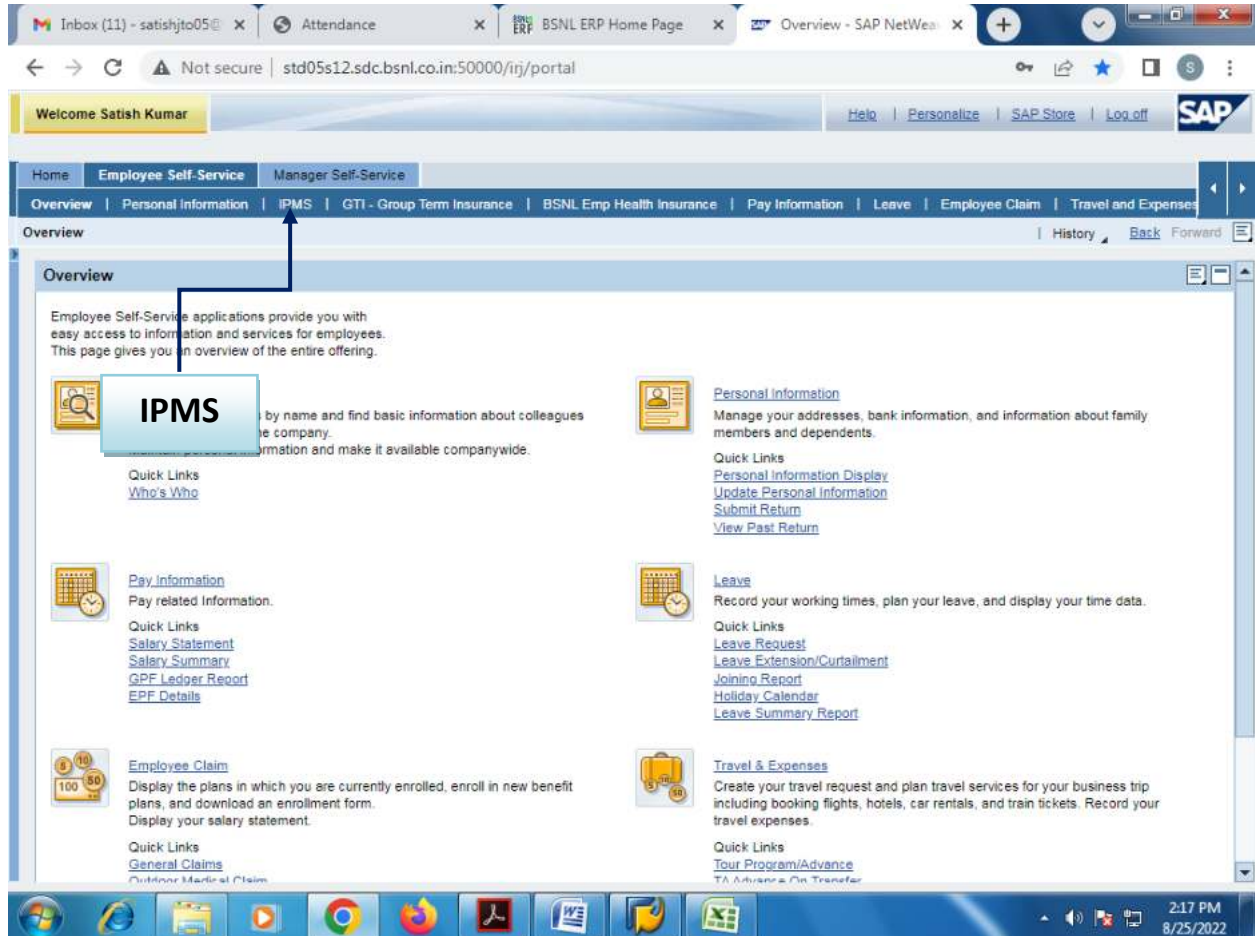 Inbox (11) - satishjto05@
Attendance
BSNL ERP
BSNL ERP Home Page
Overview - SAP NetWea
Not secure | std05s12.sdc.bsnl.co.in:50000/irj/portal
S
Welcome Satish Kumar
Help | Personalize | SAP Store | Log off
SAP
Home Employee Self-Service Manager Self-Service
Overview | Personal Information | IPMS | GTI - Group Term Insurance | BSNL Emp Health Insurance | Pay Information | Leave | Employee Claim | Travel and Expenses
Overview
| History Back Forward
Overview
Employee Self-Service applications provide you with
easy access to information and services for employees.
This page gives you an overview of the entire offering.
IPMS
by name and find basic information about colleagues
company.
information and make it available companywide.
Quick Links
Who's Who
Personal Information
Manage your addresses, bank information, and information about family
members and dependents.
Quick Links
Personal Information Display
Update Personal Information
Submit Return
View Past Return
Pay Information
Pay related Information.
Quick Links
Salary Statement
Salary Summary
GPF Ledger Report
EPF Details
Leave
Record your working times, plan your leave, and display your time data.
Quick Links
Leave Request
Leave Extension/Curtailment
Joining Report
Holiday Calendar
Leave Summary Report
Employee Claim
Display the plans in which you are currently enrolled, enroll in new benefit
plans, and download an enrollment form.
Display your salary statement.
Quick Links
General Claims
Outdoor Medical Claim
Travel & Expenses
Create your travel request and plan travel services for your business trip
including booking flights, hotels, car rentals, and train tickets. Record your
travel expenses.
Quick Links
Tour Program/Advance
TA Advance On Transfer
2:17 PM
8/25/2022